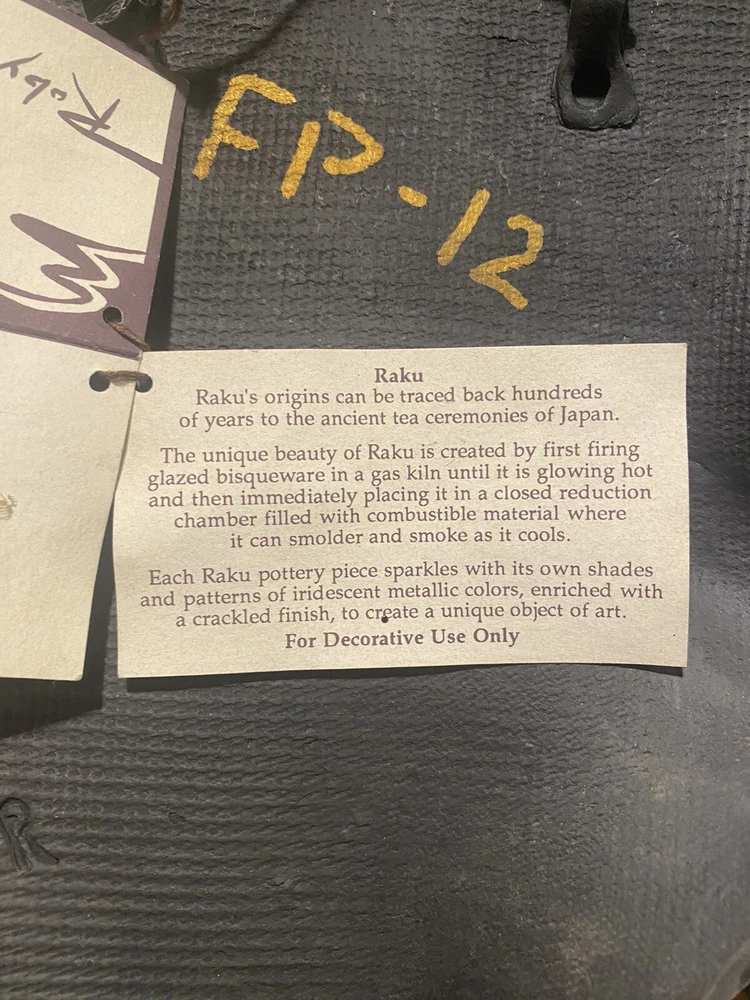 FP-12
Raku
Raku's origins can be traced back hundreds
of years to the ancient tea ceremonies of Japan.
The unique beauty of Raku is created by first firing
glazed bisqueware in a gas kiln until it is glowing hot
and then immediately placing it in a closed reduction
chamber filled with combustible material where
it can smolder and smoke as it cools.
Each Raku pottery piece sparkles with its own shades
and patterns of iridescent metallic colors, enriched with
a crackled finish, to create a unique object of art.
For Decorative Use Only
R